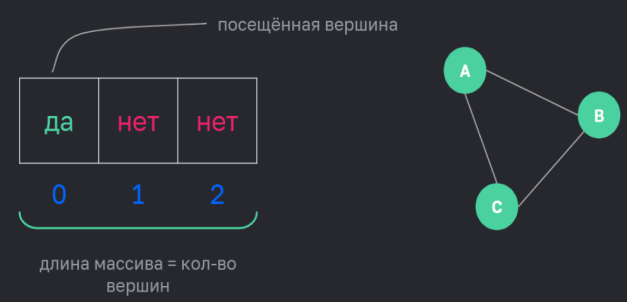 посещённая вершина
да нет нет
0 1 2
длина массива = кол-во
вершин
A
B
C